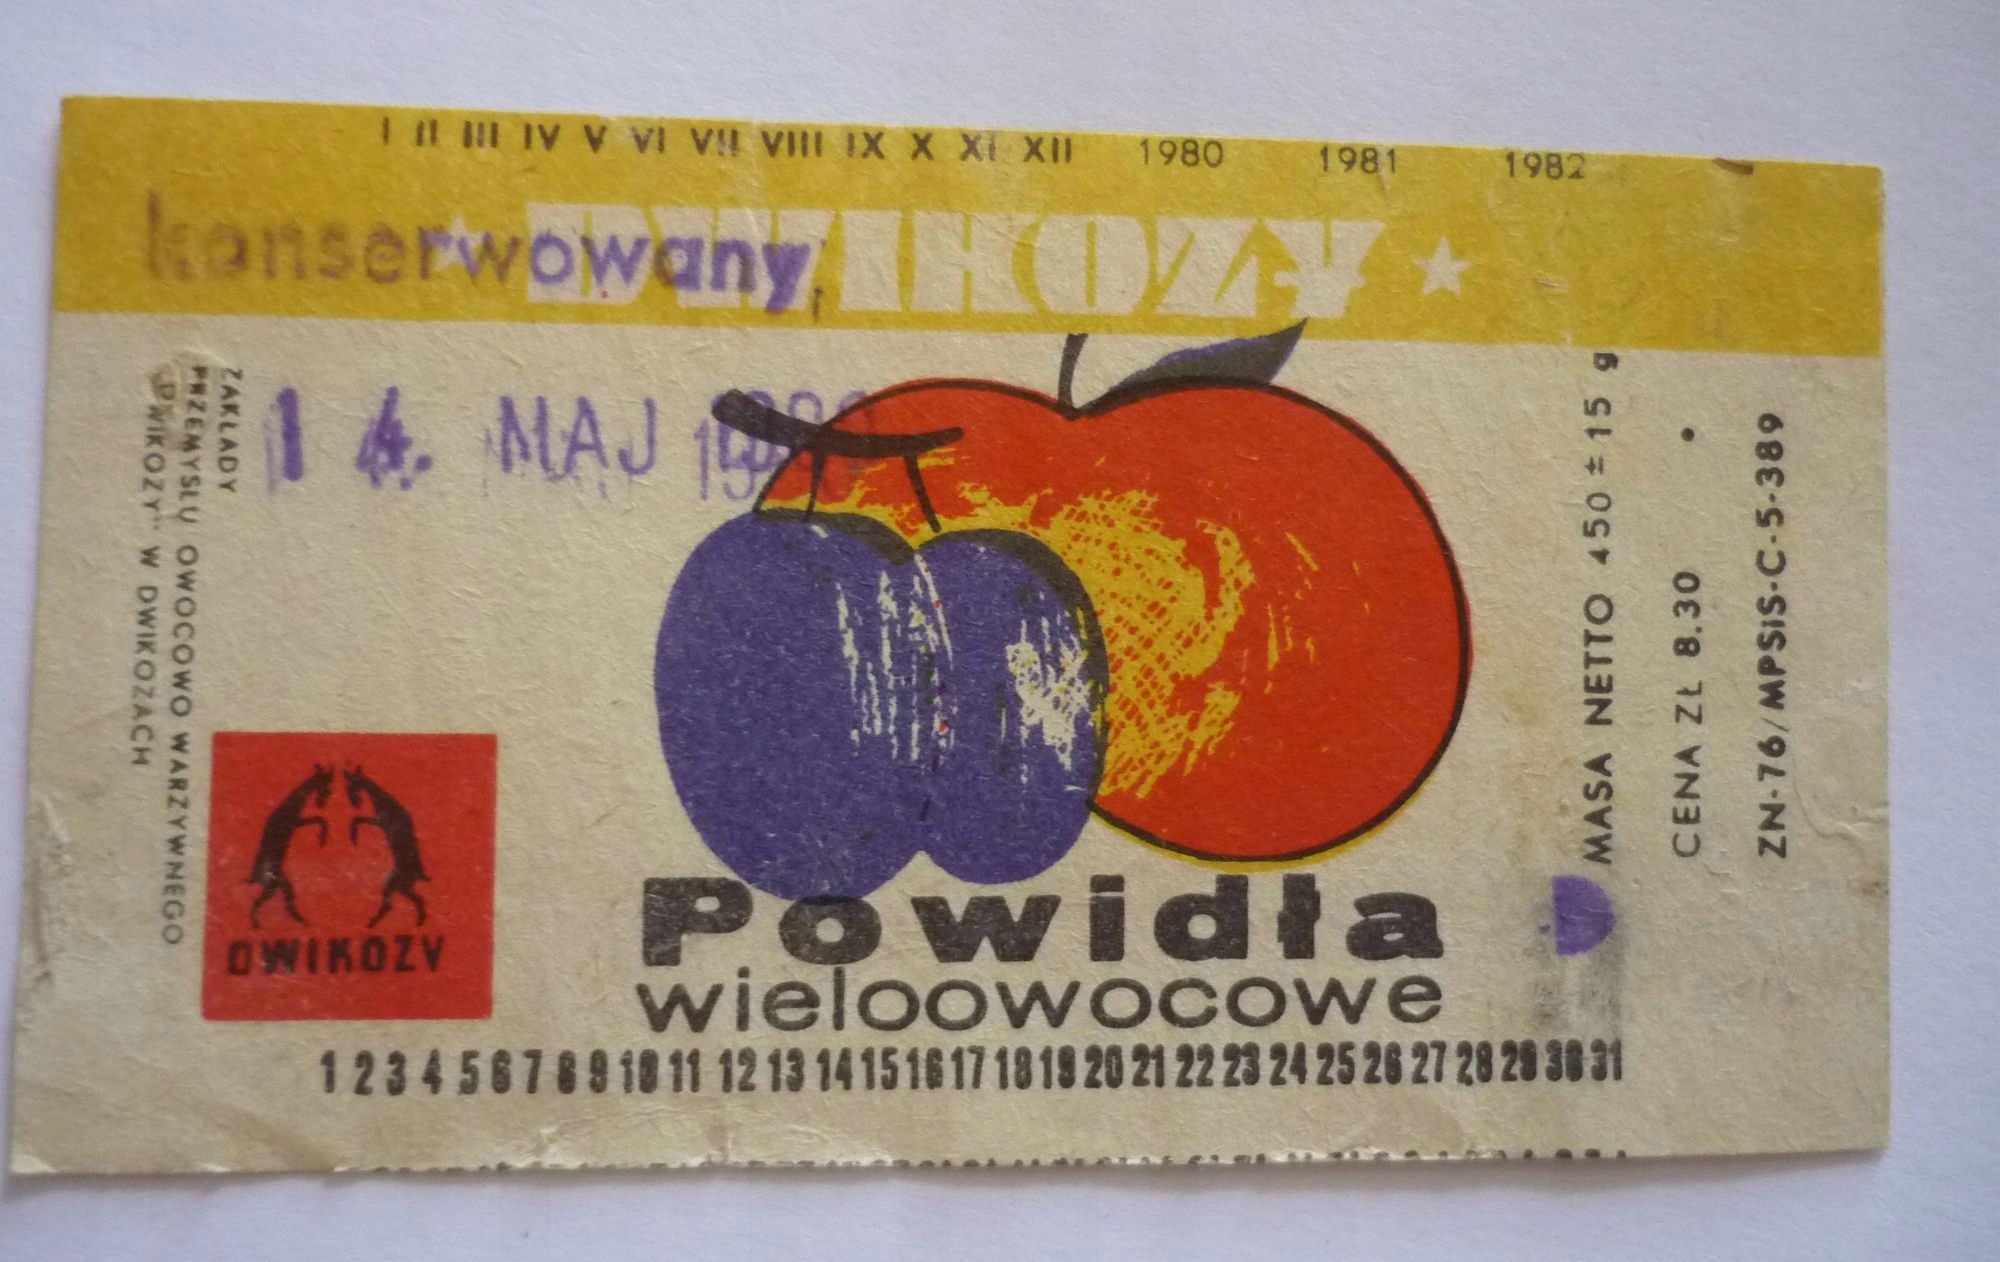 I II III IV V VI VII VIII IX X XI XII 1980 1981 1982
DWIKOZY
konserwowany,
14. MAJ
ZAKŁADY
PRZEMYSŁU OWOCOWO WARZYWNEGO
„DWIKOZY" W DWIKOZACH
DWIKOZY
Powidła
wieloowocowe
MASA NETTO 450 ± 15 g
CENA ZŁ 8.30
ZN-76/MPSiS-C-5-389
1 2 3 4 5 6 7 8 9 10 11 12 13 14 15 16 17 18 19 20 21 22 23 24 25 26 27 28 29 30 31